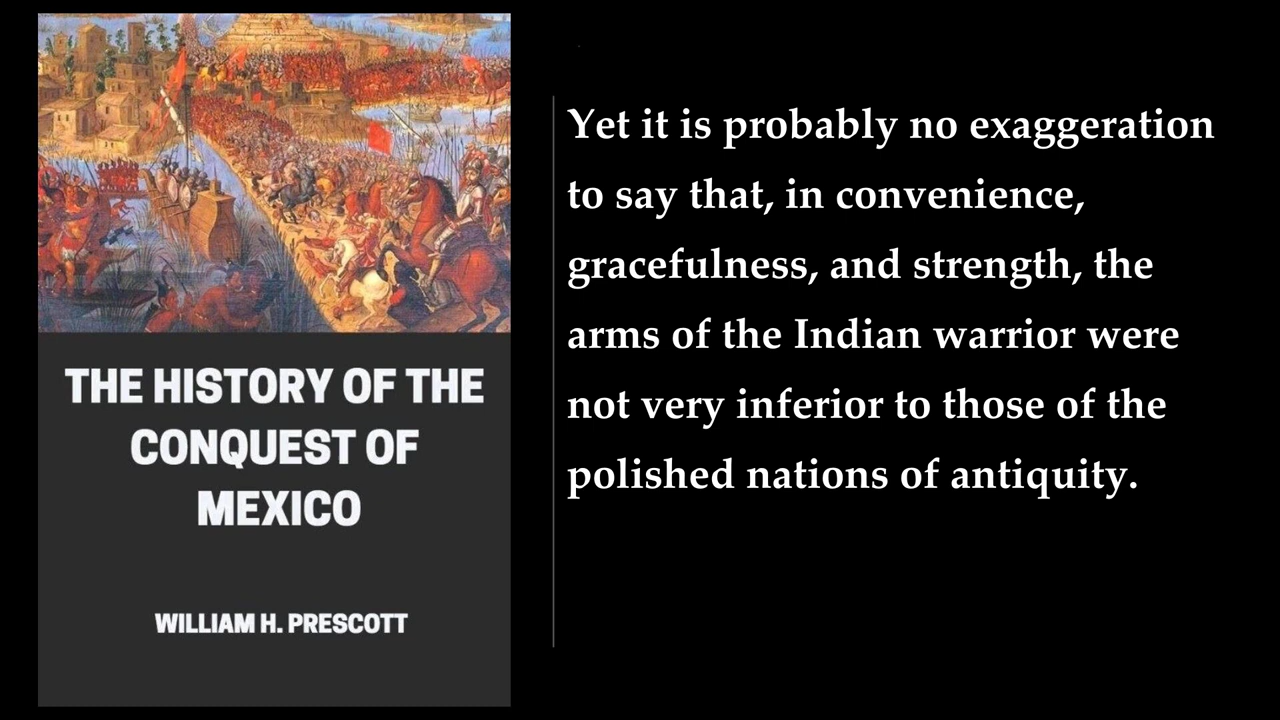 THE HISTORY OF THE
CONQUEST OF
MEXICO
WILLIAM H. PRESCOTT
Yet it is probably no exaggeration
to say that, in convenience,
gracefulness, and strength, the
arms of the Indian warrior were
not very inferior to those of the
polished nations of antiquity.